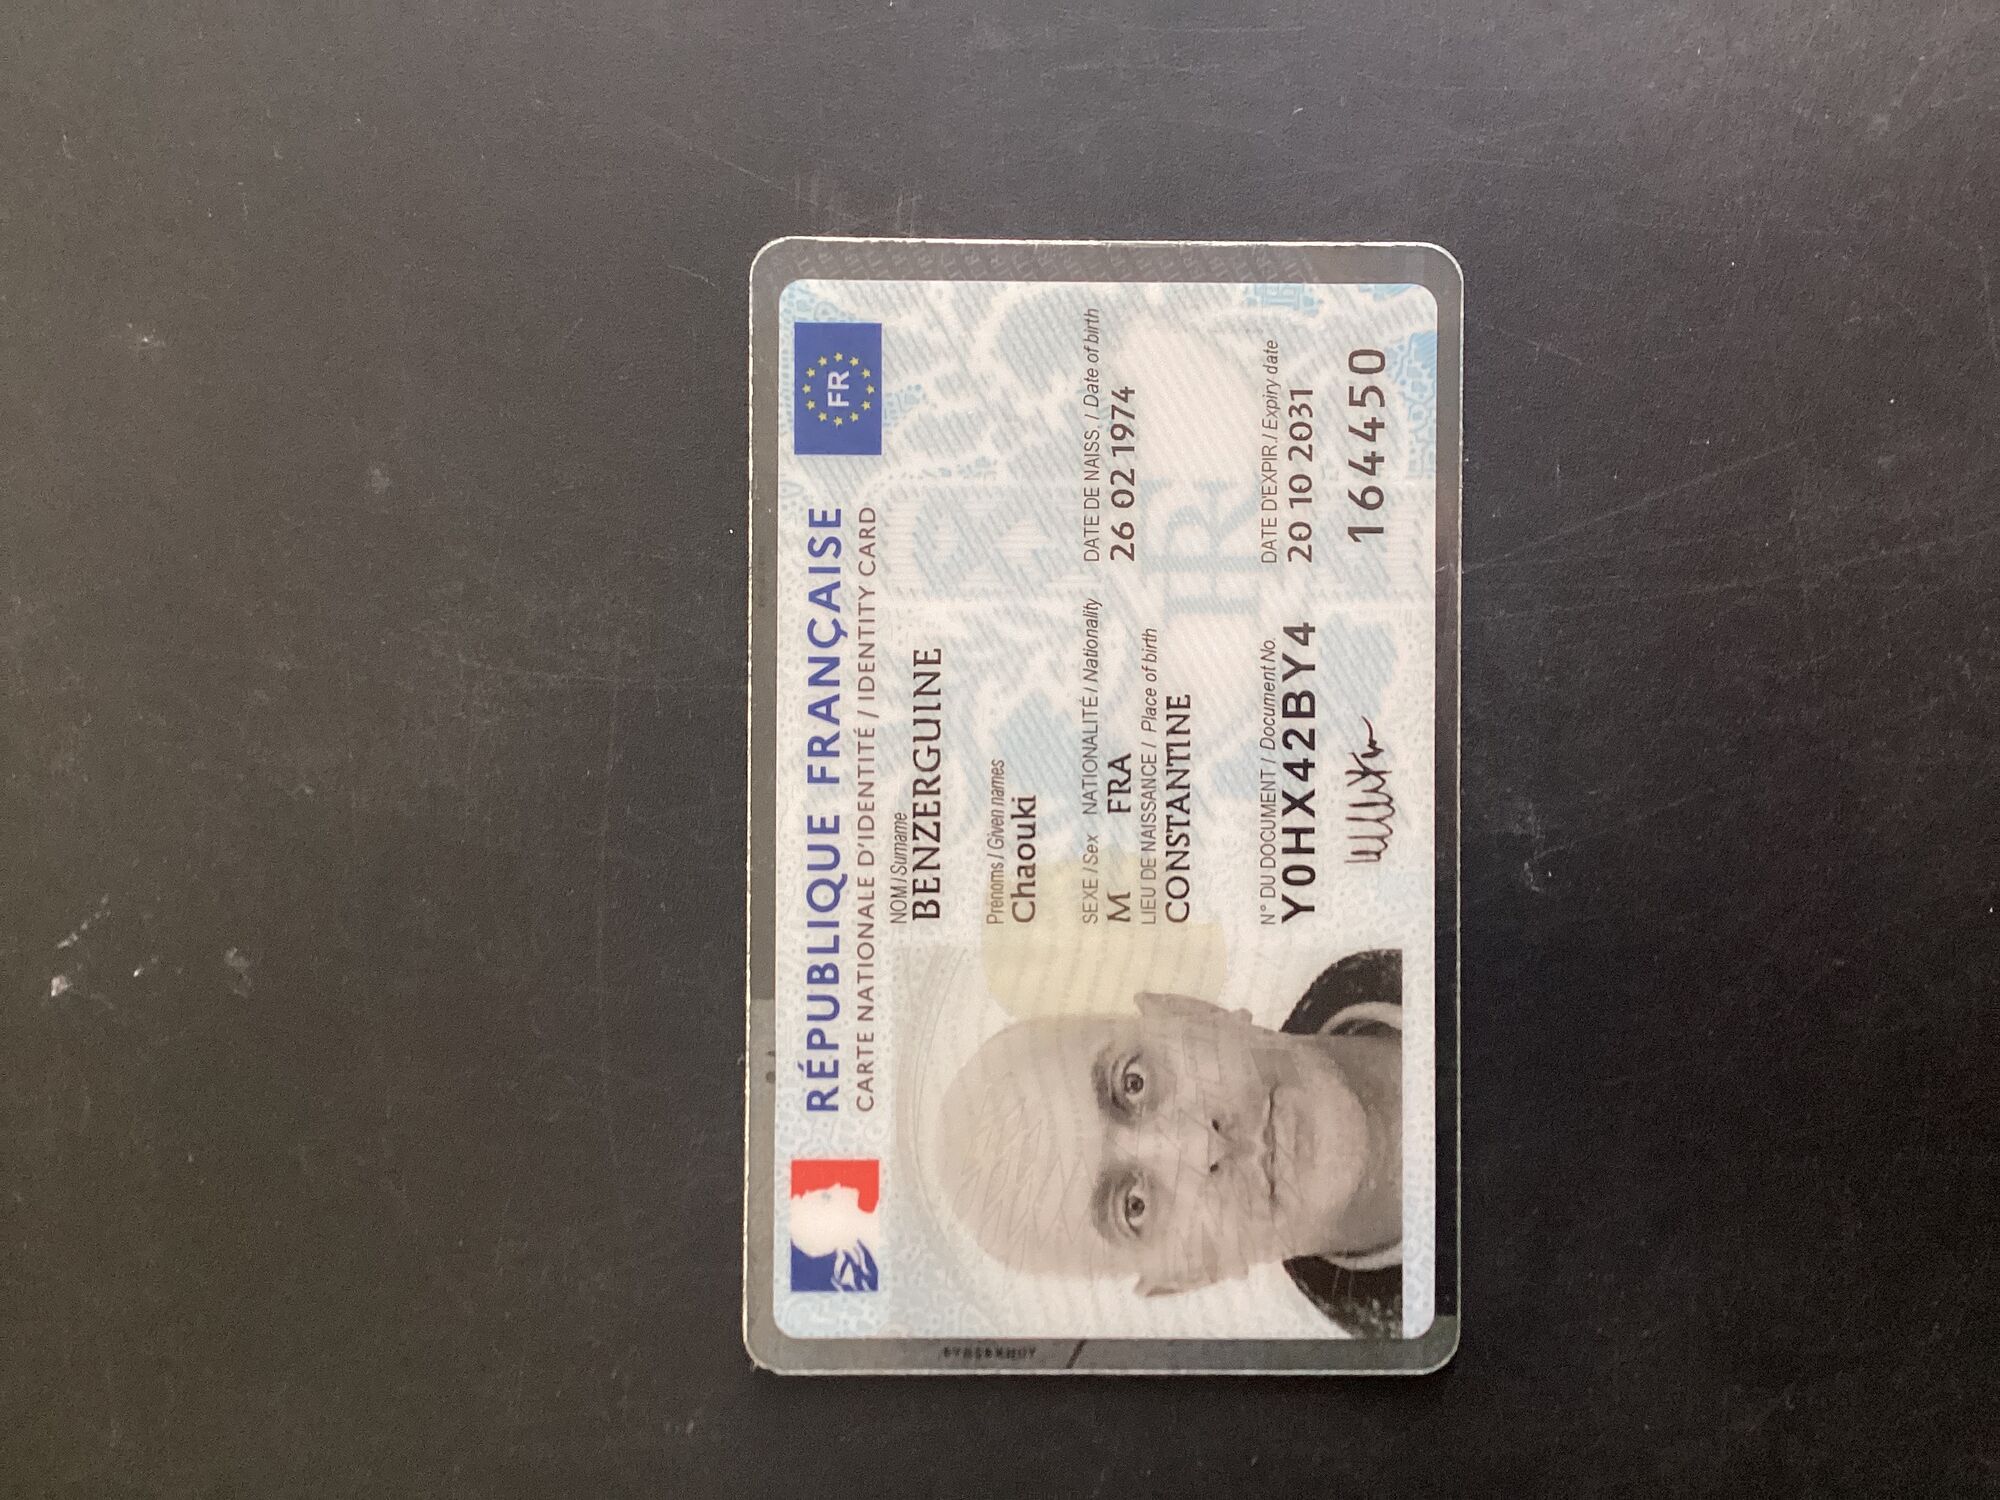 RÉPUBLIQUE FRANÇAISE
FR
CARTE NATIONALE D'IDENTITÉ / IDENTITY CARD
NOM / Surname
BENZERGUINE
Prénoms / Given names
Chaouki
SEXE / Sex NATIONALITÉ / Nationality DATE DE NAISS. / Date of birth
M FRA 26 02 1974
LIEU DE NAISSANCE / Place of birth
CONSTANTINE
N° DU DOCUMENT / Document No. DATE D'EXPIR. / Expiry date
Y0HX42BY4 20 10 2031
164450